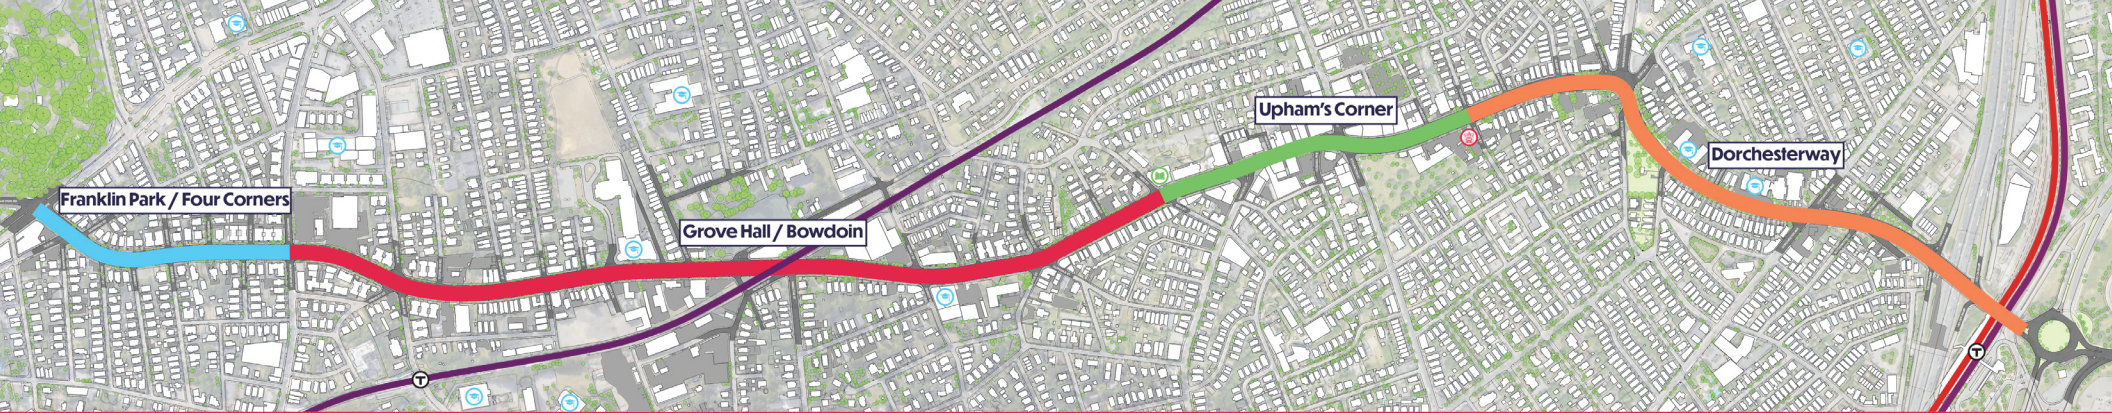 Franklin Park / Four Corners
Grove Hall / Bowdoin
Upham's Corner
Dorchesterway
T
T